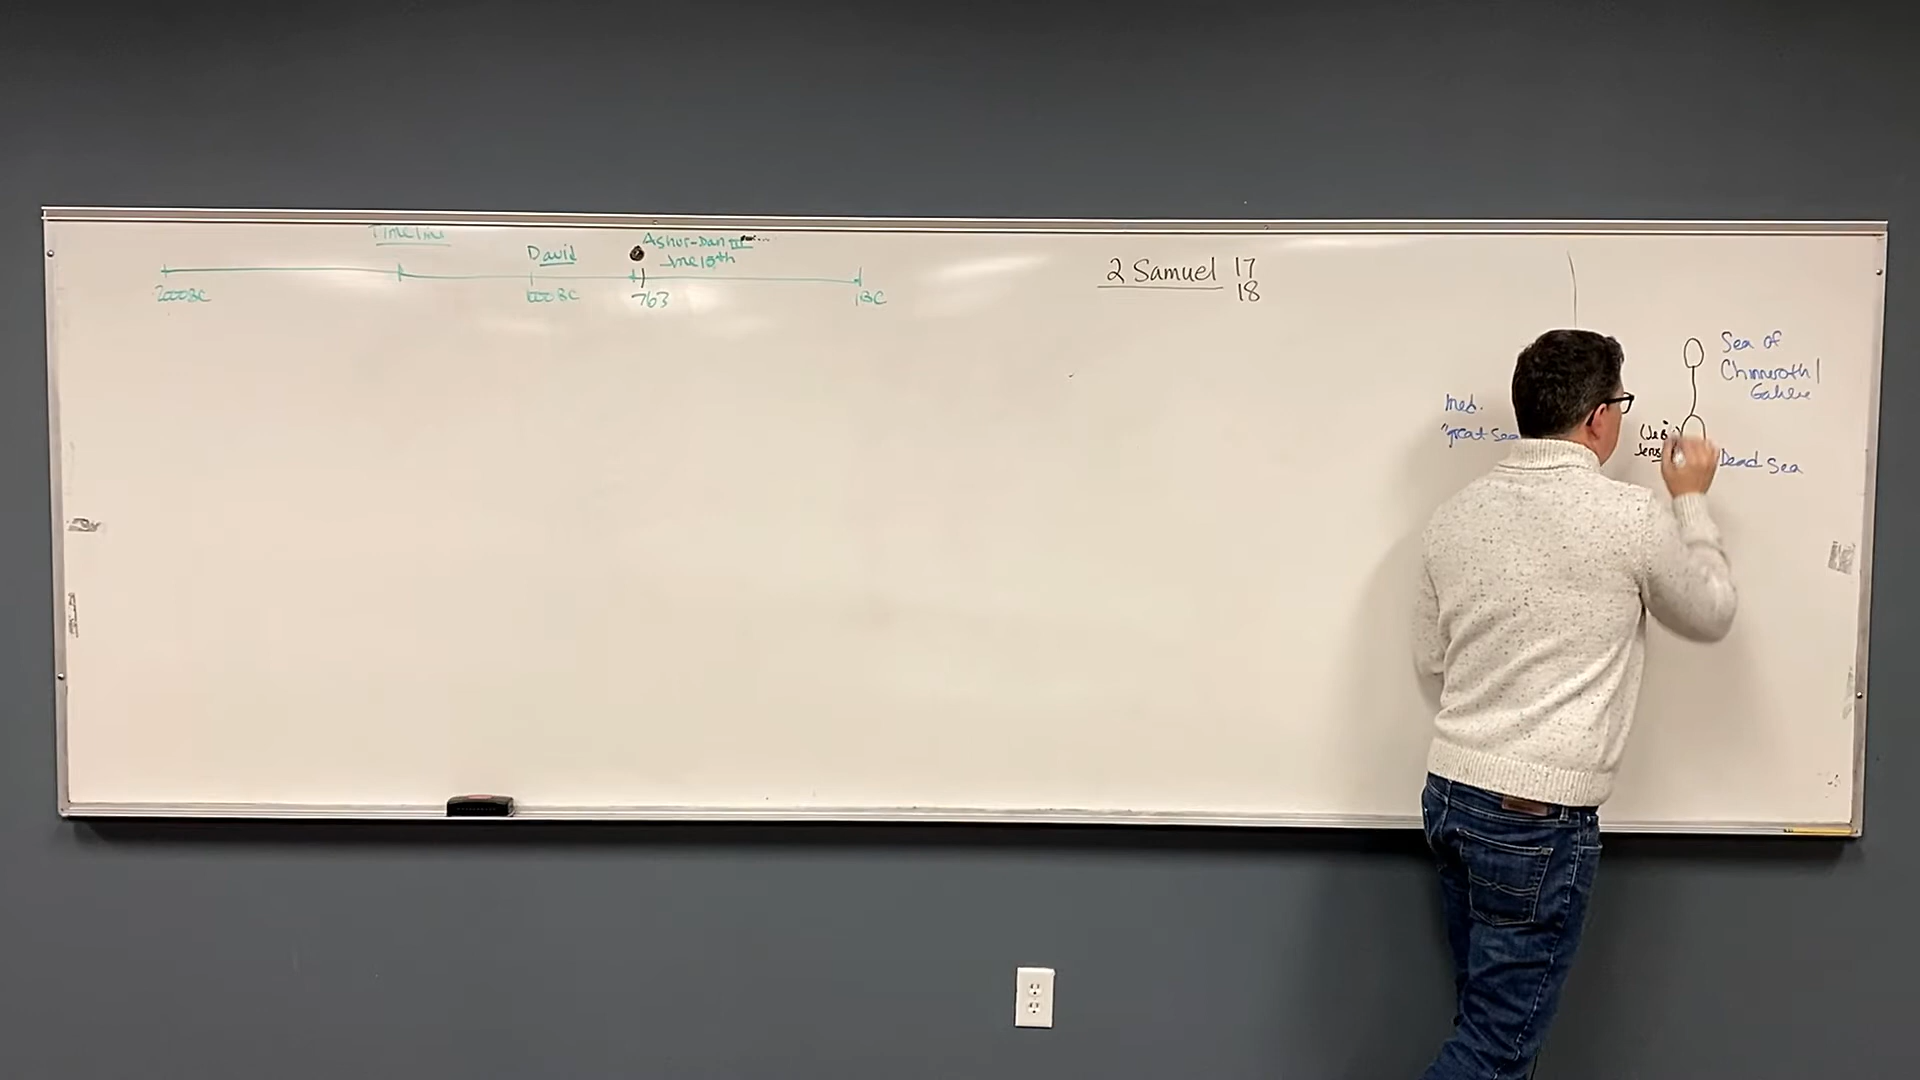 Timeline
David
Ashur-Dan III
June 15th
2000BC
1000BC
763
1BC
2 Samuel 17
18
Sea of
Chinneroth/
Galilee
Med.
"great Sea
Dead Sea